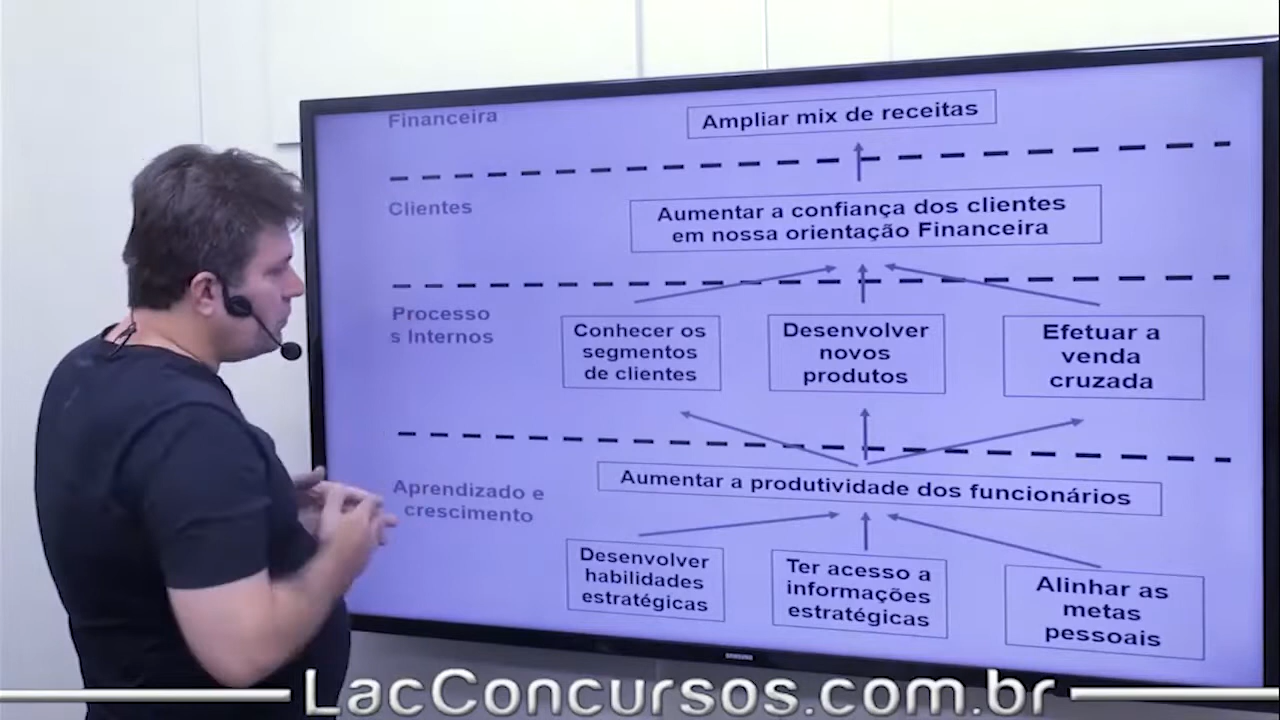 Financeira
Ampliar mix de receitas
Clientes
Aumentar a confiança dos clientes
em nossa orientação Financeira
Processo
s Internos
Conhecer os
segmentos
de clientes
Desenvolver
novos
produtos
Efetuar a
venda
cruzada
Aprendizado e
crescimento
Aumentar a produtividade dos funcionários
Desenvolver
habilidades
estratégicas
Ter acesso a
informações
estratégicas
Alinhar as
metas
pessoais
SAMSUNG
LacConcursos.com.br